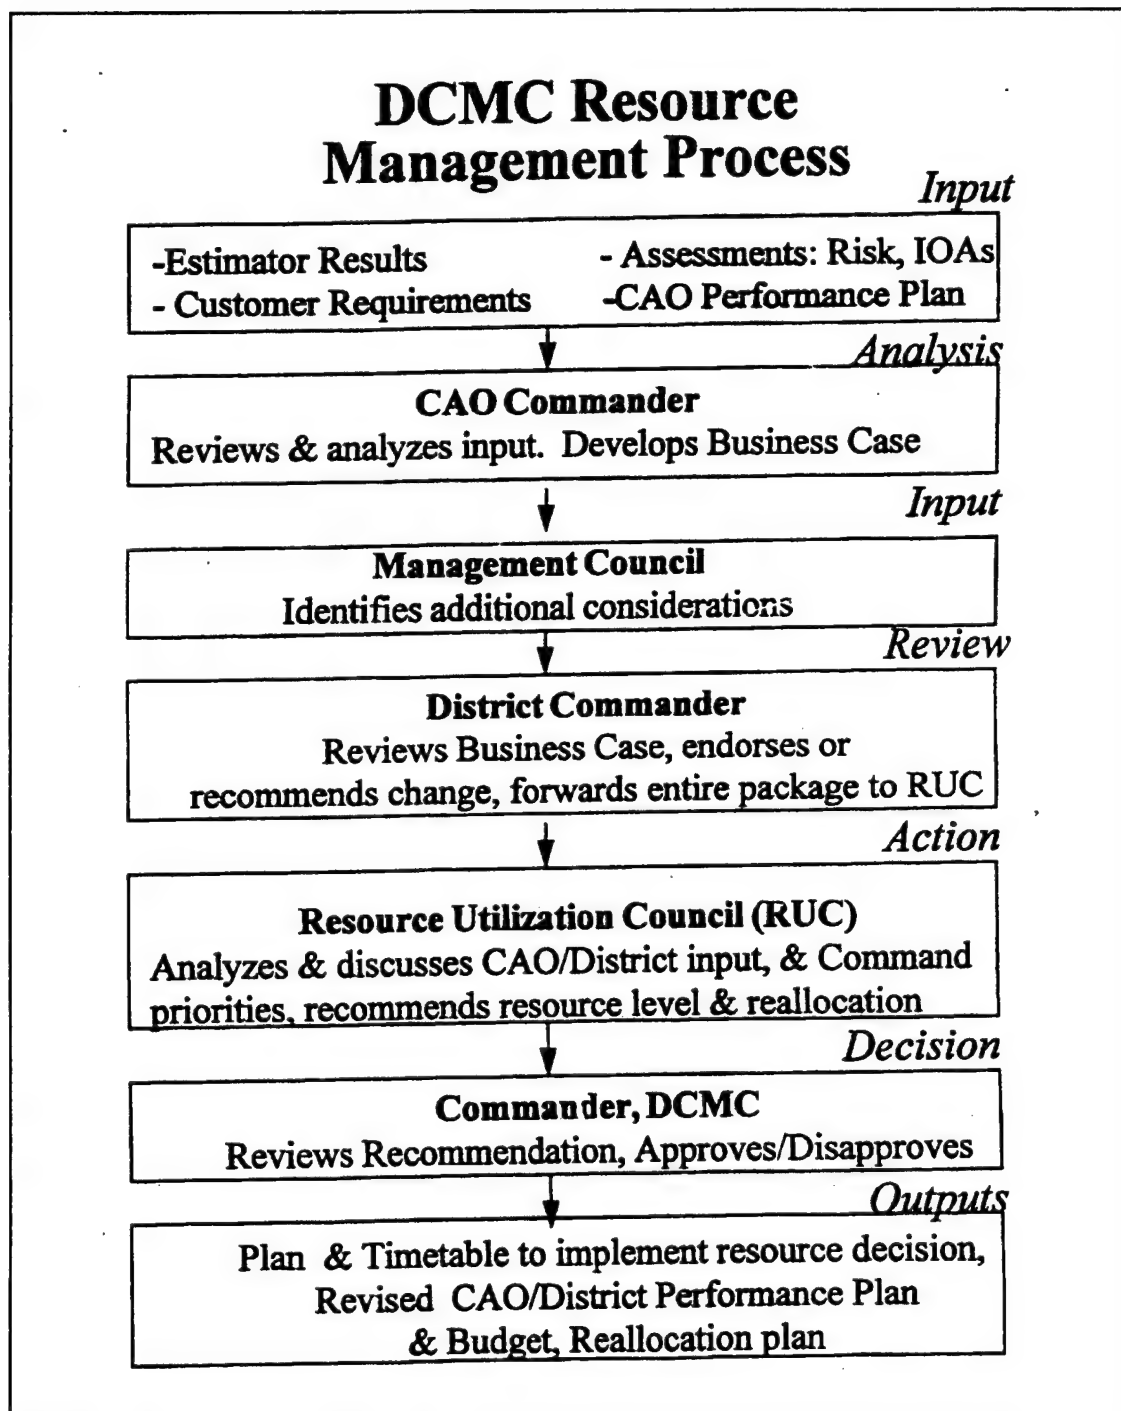 DCMC Resource
Management Process
Input
-Estimator Results - Assessments: Risk, IOAs
- Customer Requirements -CAO Performance Plan
Analysis
CAO Commander
Reviews & analyzes input. Develops Business Case
Input
Management Council
Identifies additional considerations
Review
District Commander
Reviews Business Case, endorses or
recommends change, forwards entire package to RUC
Action
Resource Utilization Council (RUC)
Analyzes & discusses CAO/District input, & Command
priorities, recommends resource level & reallocation
Decision
Commander, DCMC
Reviews Recommendation, Approves/Disapproves
Outputs
Plan & Timetable to implement resource decision,
Revised CAO/District Performance Plan
& Budget, Reallocation plan